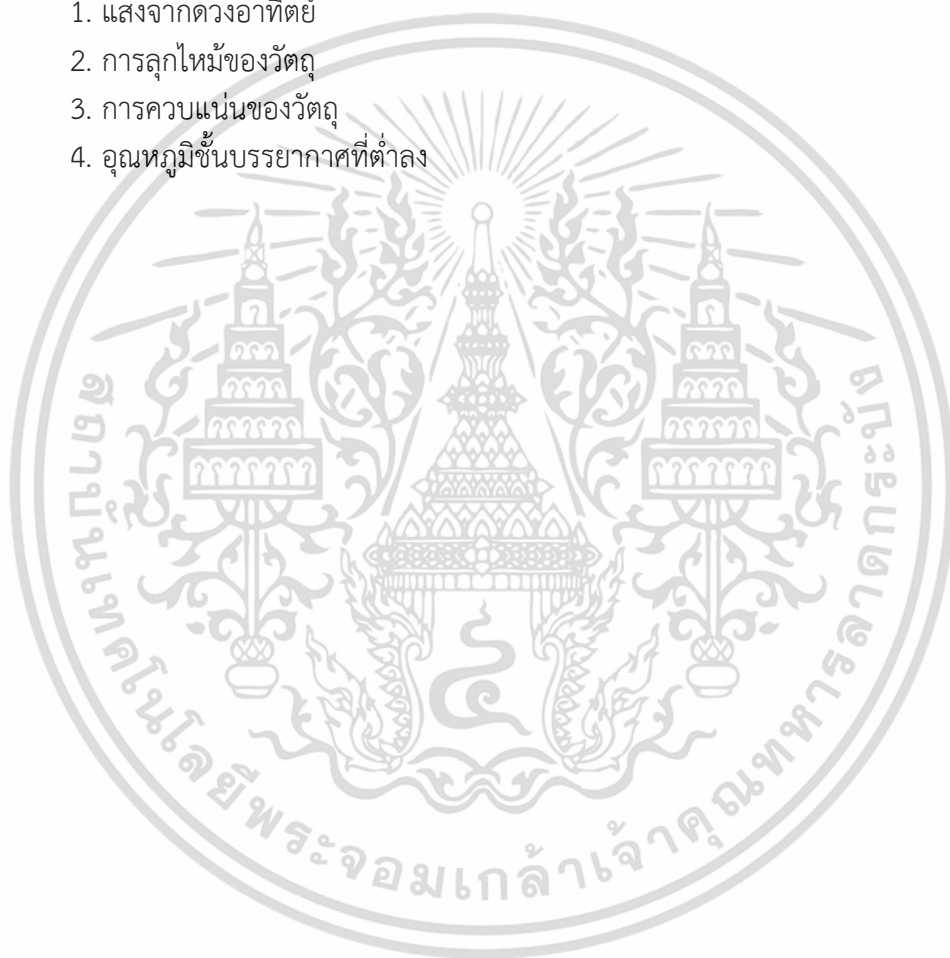 1. แสงจากดวงอาทิตย์
2. การลุกไหม้ของวัตถุ
3. การควบแน่นของวัตถุ
4. อุณหภูมิชั้นบรรยากาศที่ต่ำลง
สถาบันเทคโนโลยีพระจอมเกล้าเจ้าคุณทหารลาดกระบัง
๔